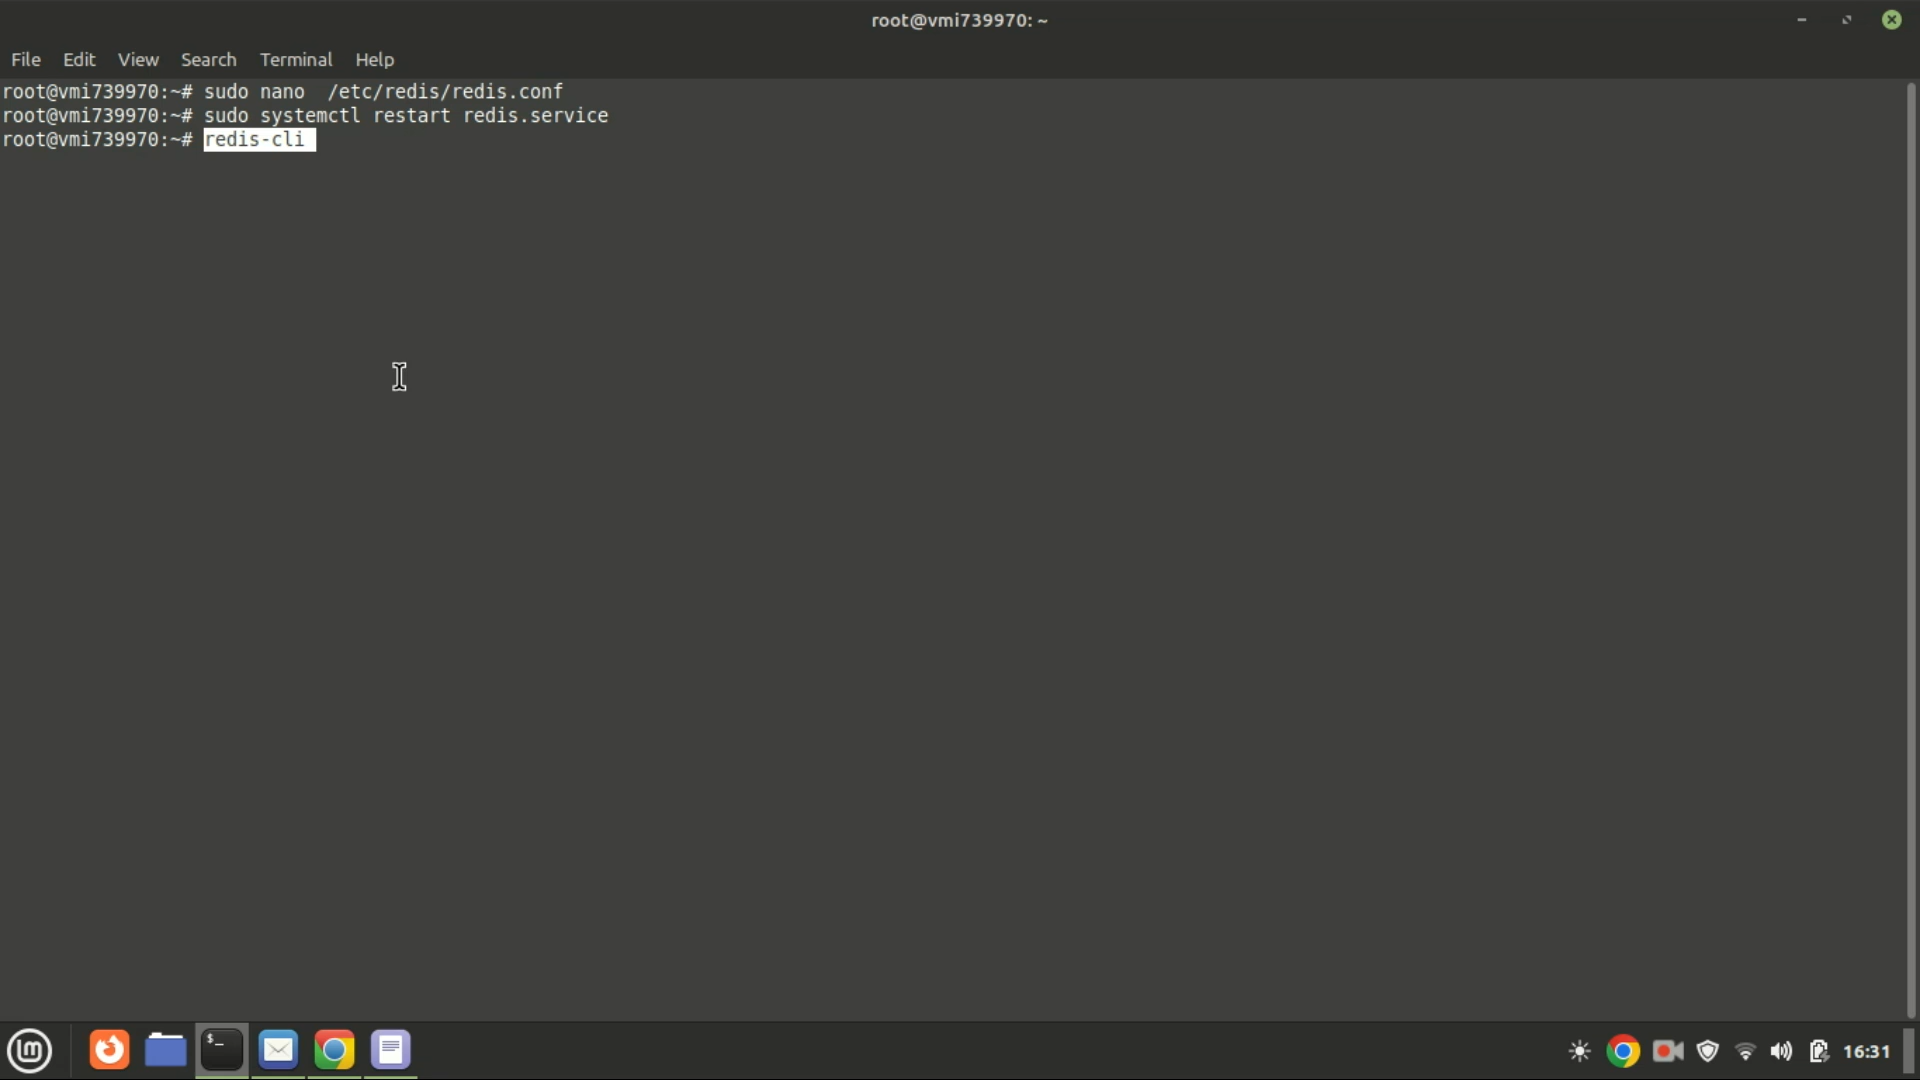 root@vmi739970: ~
File Edit View Search Terminal Help
root@vmi739970:~# sudo nano  /etc/redis/redis.conf
root@vmi739970:~# sudo systemctl restart redis.service
root@vmi739970:~# redis-cli
$_
16:31